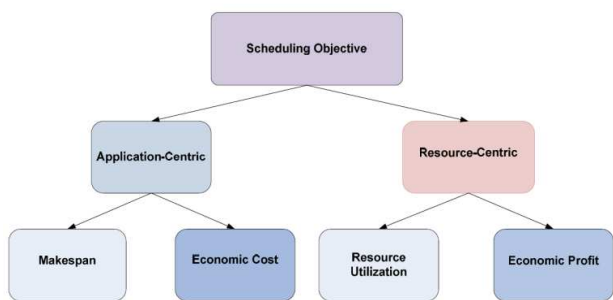 Scheduling Objective
Application-Centric
Resource-Centric
Makespan
Economic Cost
Resource
Utilization
Economic Profit